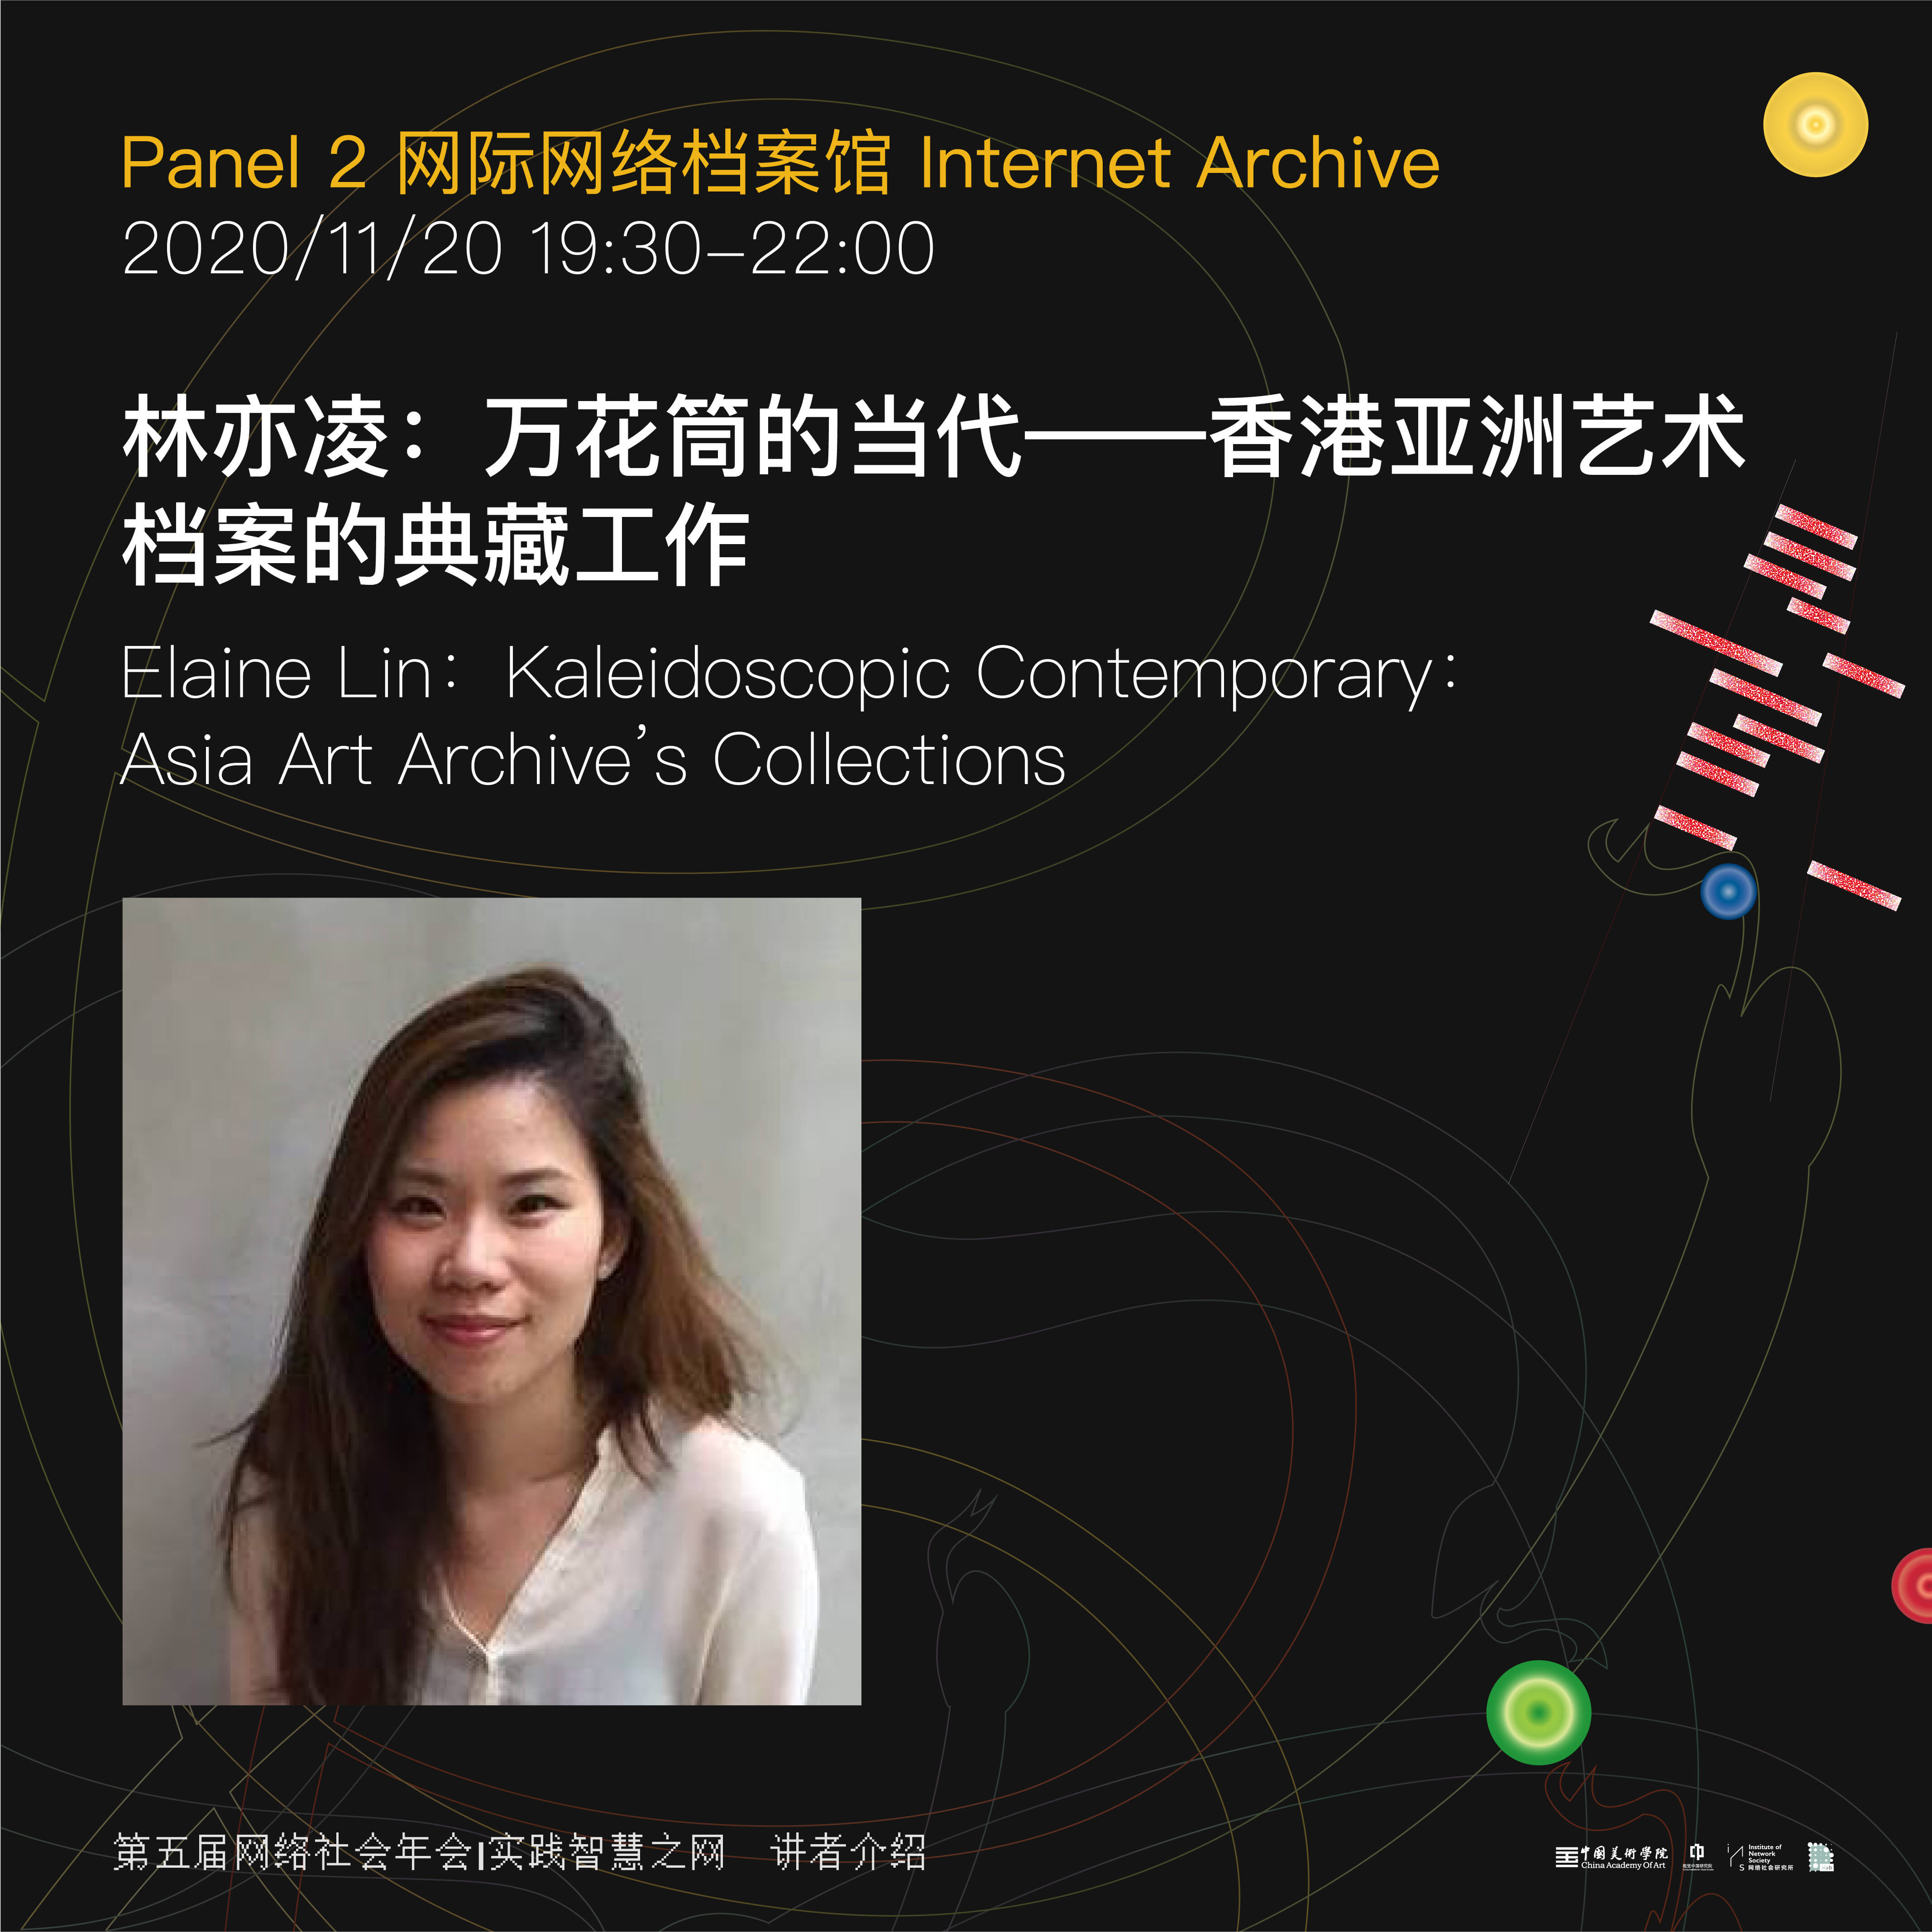 Panel 2 网际网络档案馆 Internet Archive
2020/11/20 19:30–22:00
林亦凌：万花筒的当代——香港亚洲艺术
档案的典藏工作
Elaine Lin：Kaleidoscopic Contemporary：
Asia Art Archive’s Collections
第五届网络社会年会|实践智慧之网 讲者介绍
中国美術學院
China Academy Of Art
Institute of
Network
Society
网络社会研究所